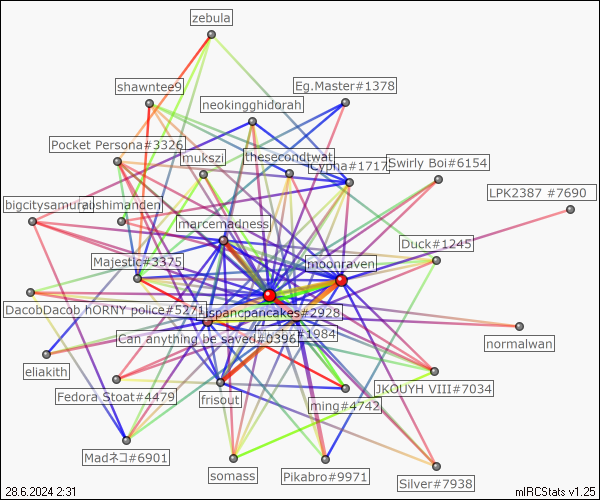 zebula
shawntee9
Eg.Master#1378
neokingghidorah
Pocket Persona#3326
mukszi
thesecondtwat
Cypha#1717
Swirly Boi#6154
LPK2387 #7690
bigcitysamurai
shimanden
marcemadness
Duck#1245
Majestic#3375
moonraven
DacobDacob hORNY police#527
lispancpancakes#2928
Can anything be saved#0396
#1984
normalwan
eliakith
Fedora Stoat#4479
frisout
ming#4742
JKOUYH VIII#7034
Madネコ#6901
somass
Pikabro#9971
Silver#7938
28.6.2024 2:31
mIRCStats v1.25